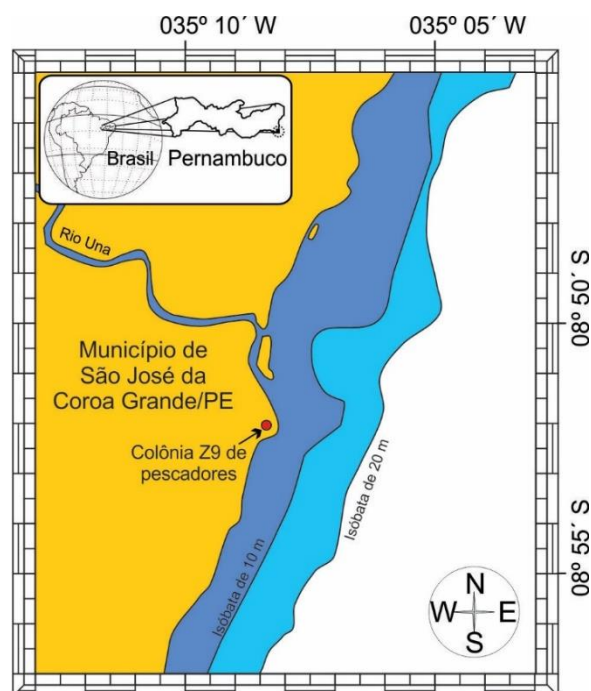 035º 10´ W
035º 05´ W
Brasil
Pernambuco
Rio Una
08º 50´ S
Município de
São José da
Coroa Grande/PE
Colônia Z9 de
pescadores
Isóbata de 20 m
Isóbata de 10 m
08º 55´ S
N
W E
S